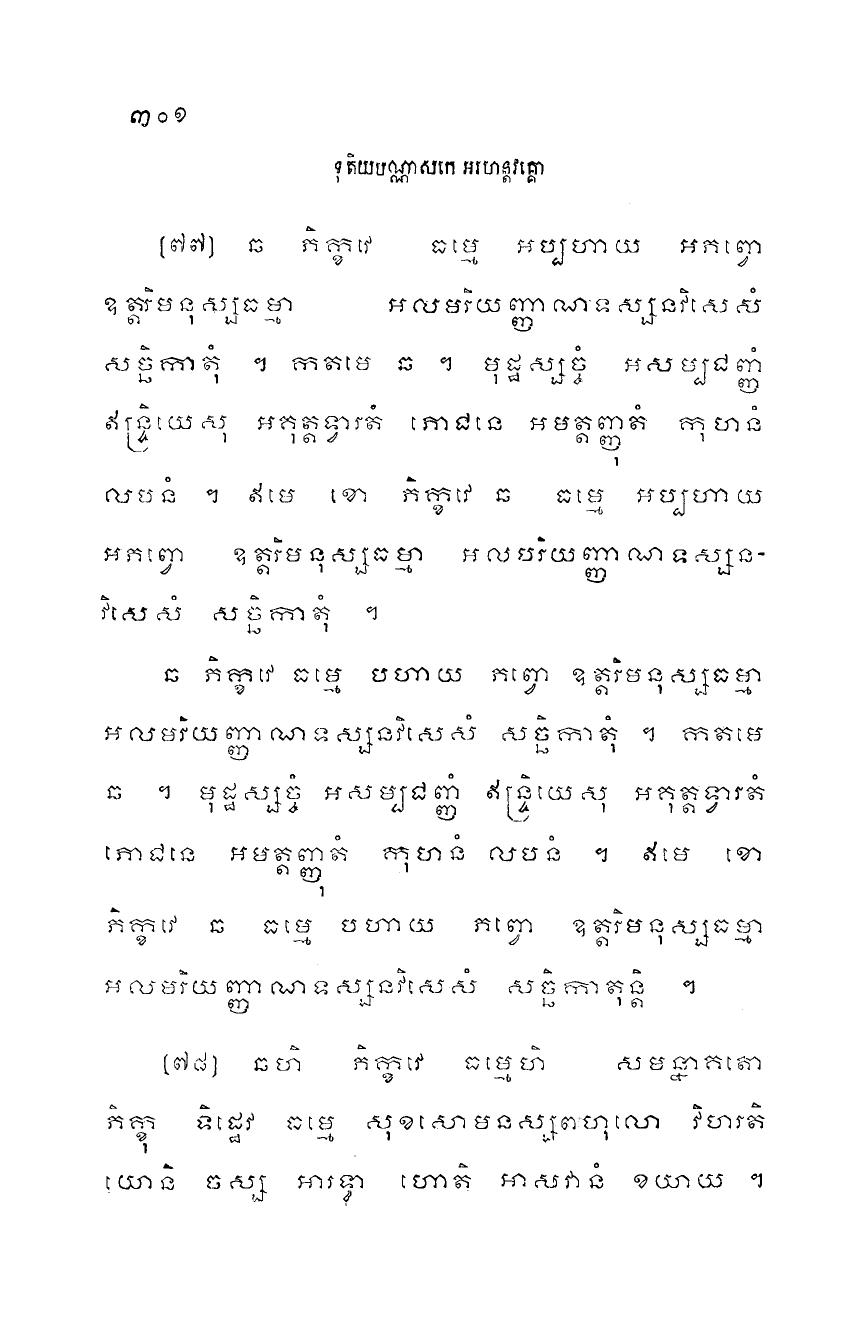 ៣០១
ទុតិយបណ្ណាសកេ អរហន្តវគ្គោ
[៧៧] ឆ ភិក្ខវេ ធម្មេ អប្បហាយ អភព្វោ
ឧត្តរិមនុស្សធម្មា អលមរិយញ្ញាណទស្សនវិសេសំ
សច្ឆិកាតុំ ។ កតមេ ឆ ។ មុដ្ឋស្សច្ចំ អសម្បជញ្ញំ
ឥន្ទ្រិយេសុ អគុត្តទ្វារតំ ភោជនេ អមត្តញ្ញុតំ កុហនំ
លបនំ ។ ឥមេ ខោ ភិក្ខវេ ឆ ធម្មេ អប្បហាយ
អភព្វោ ឧត្តរិមនុស្សធម្មា អលមរិយញ្ញាណទស្សន-
វិសេសំ សច្ឆិកាតុំ ។
ឆ ភិក្ខវេ ធម្មេ បហាយ ភព្វោ ឧត្តរិមនុស្សធម្មា
អលមរិយញ្ញាណទស្សនវិសេសំ សច្ឆិកាតុំ ។ កតមេ
ឆ ។ មុដ្ឋស្សច្ចំ អសម្បជញ្ញំ ឥន្ទ្រិយេសុ អគុត្តទ្វារតំ
ភោជនេ អមត្តញ្ញុតំ កុហនំ លបនំ ។ ឥមេ ខោ
ភិក្ខវេ ឆ ធម្មេ បហាយ ភព្វោ ឧត្តរិមនុស្សធម្មា
អលមរិយញ្ញាណទស្សនវិសេសំ សច្ឆិកាតុន្តិ ។
[៧៨] ឆហិ ភិក្ខវេ ធម្មេហិ សមន្នាគតោ
ភិក្ខុ ទិដ្ឋេវ ធម្មេ សុខសោមនស្សពហុលោ វិហរតិ
យោនិ ចស្ស អារទ្ធា ហោតិ អាសវានំ ខយាយ ។